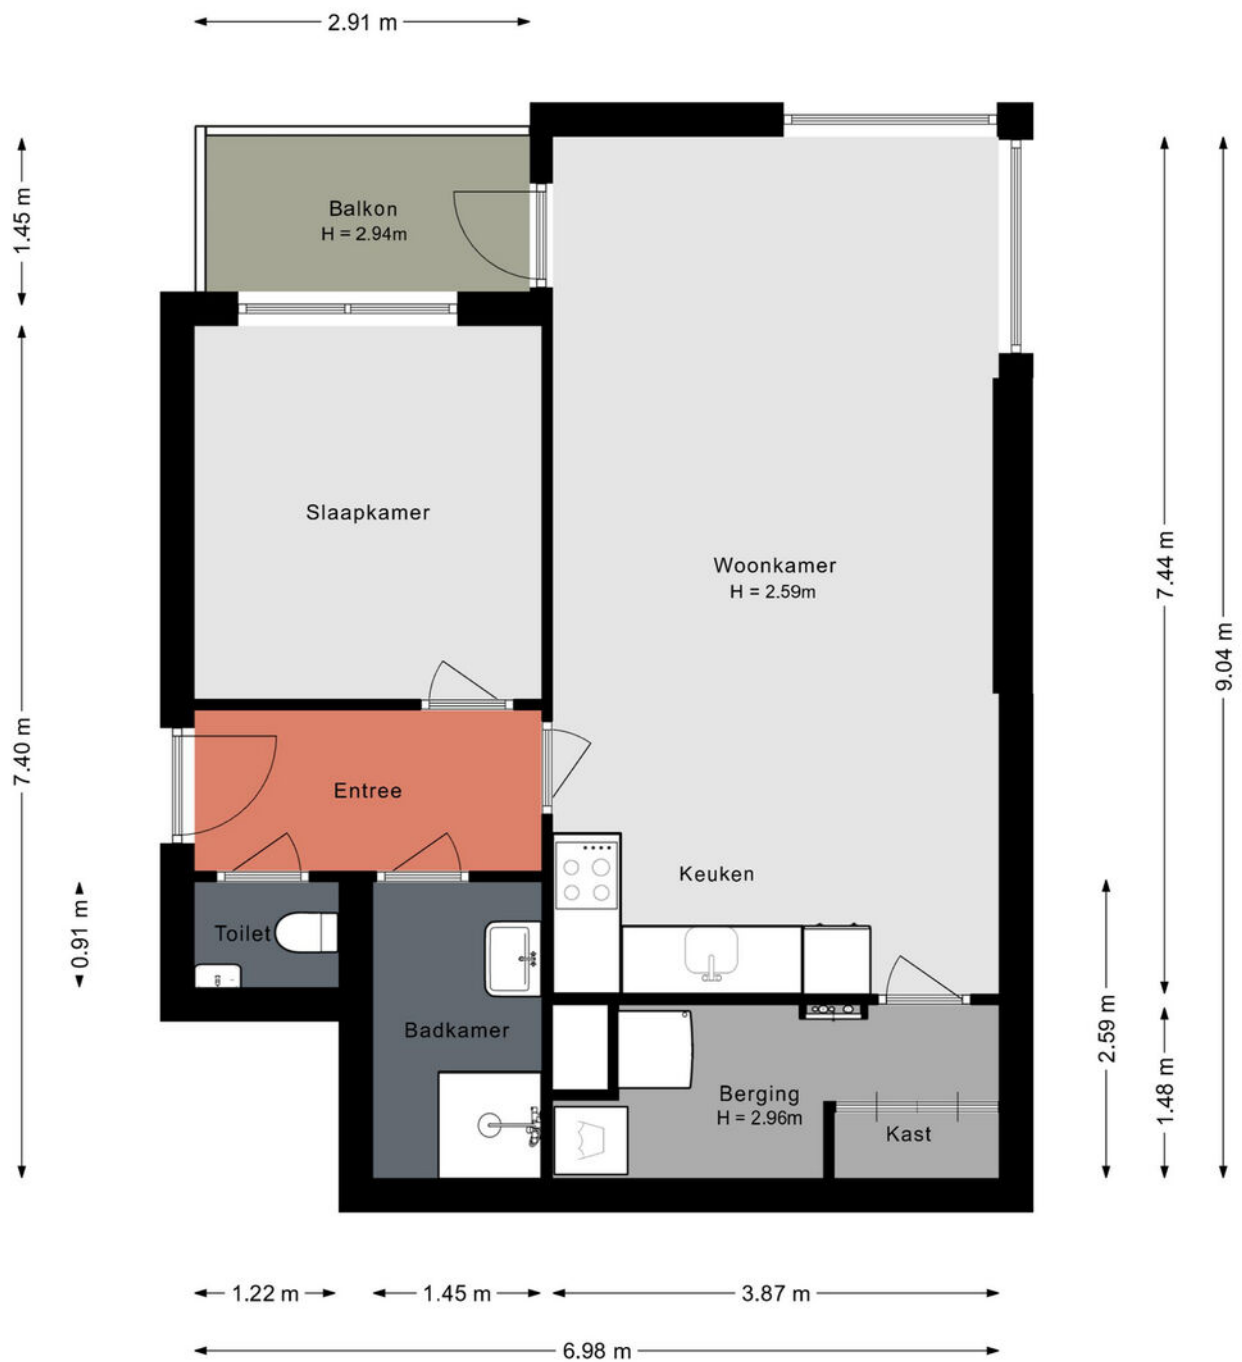 2.91 m
1.45 m
Balkon
H = 2.94m
Slaapkamer
Woonkamer
H = 2.59m
7.44 m
9.04 m
7.40 m
Entree
Keuken
0.91 m
Toilet
Badkamer
2.59 m
1.48 m
Berging
H = 2.96m
Kast
1.22 m
1.45 m
3.87 m
6.98 m